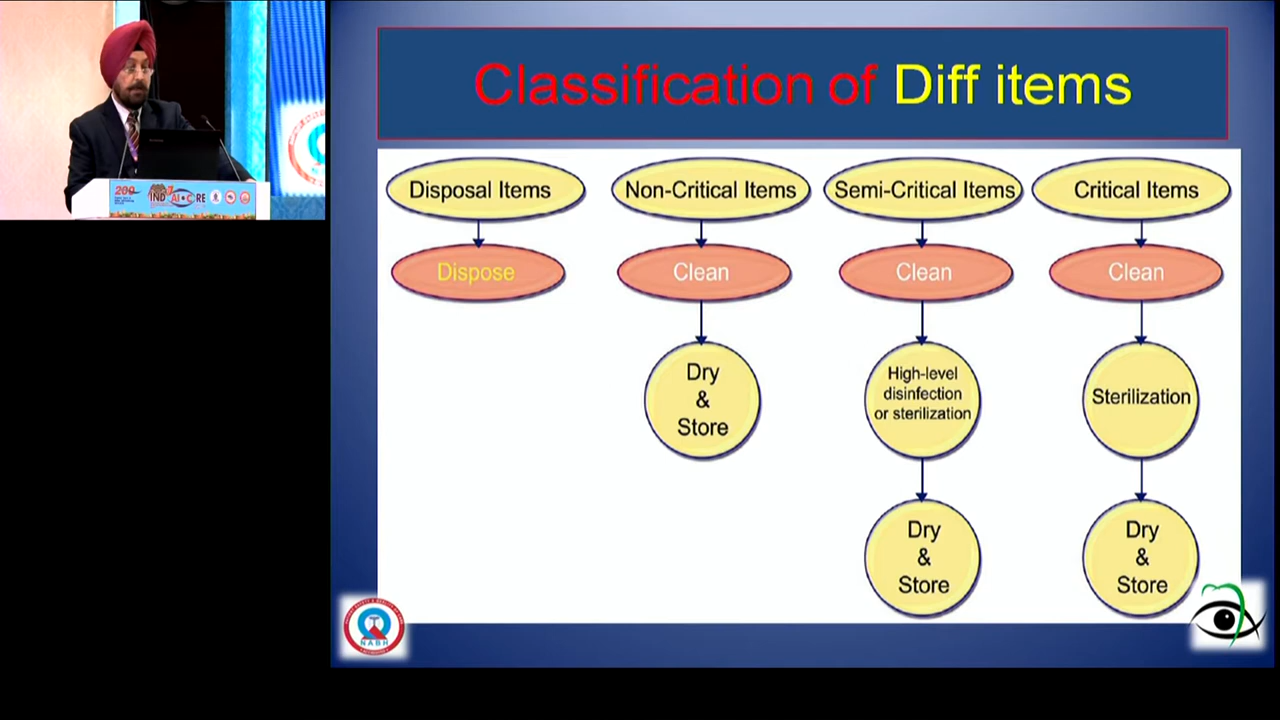 Classification of Diff items
Disposal Items
Non-Critical Items
Semi-Critical Items
Critical Items
Dispose
Clean
Clean
Clean
Dry
&
Store
High-level
disinfection
or sterilization
Sterilization
Dry
&
Store
Dry
&
Store
NABH